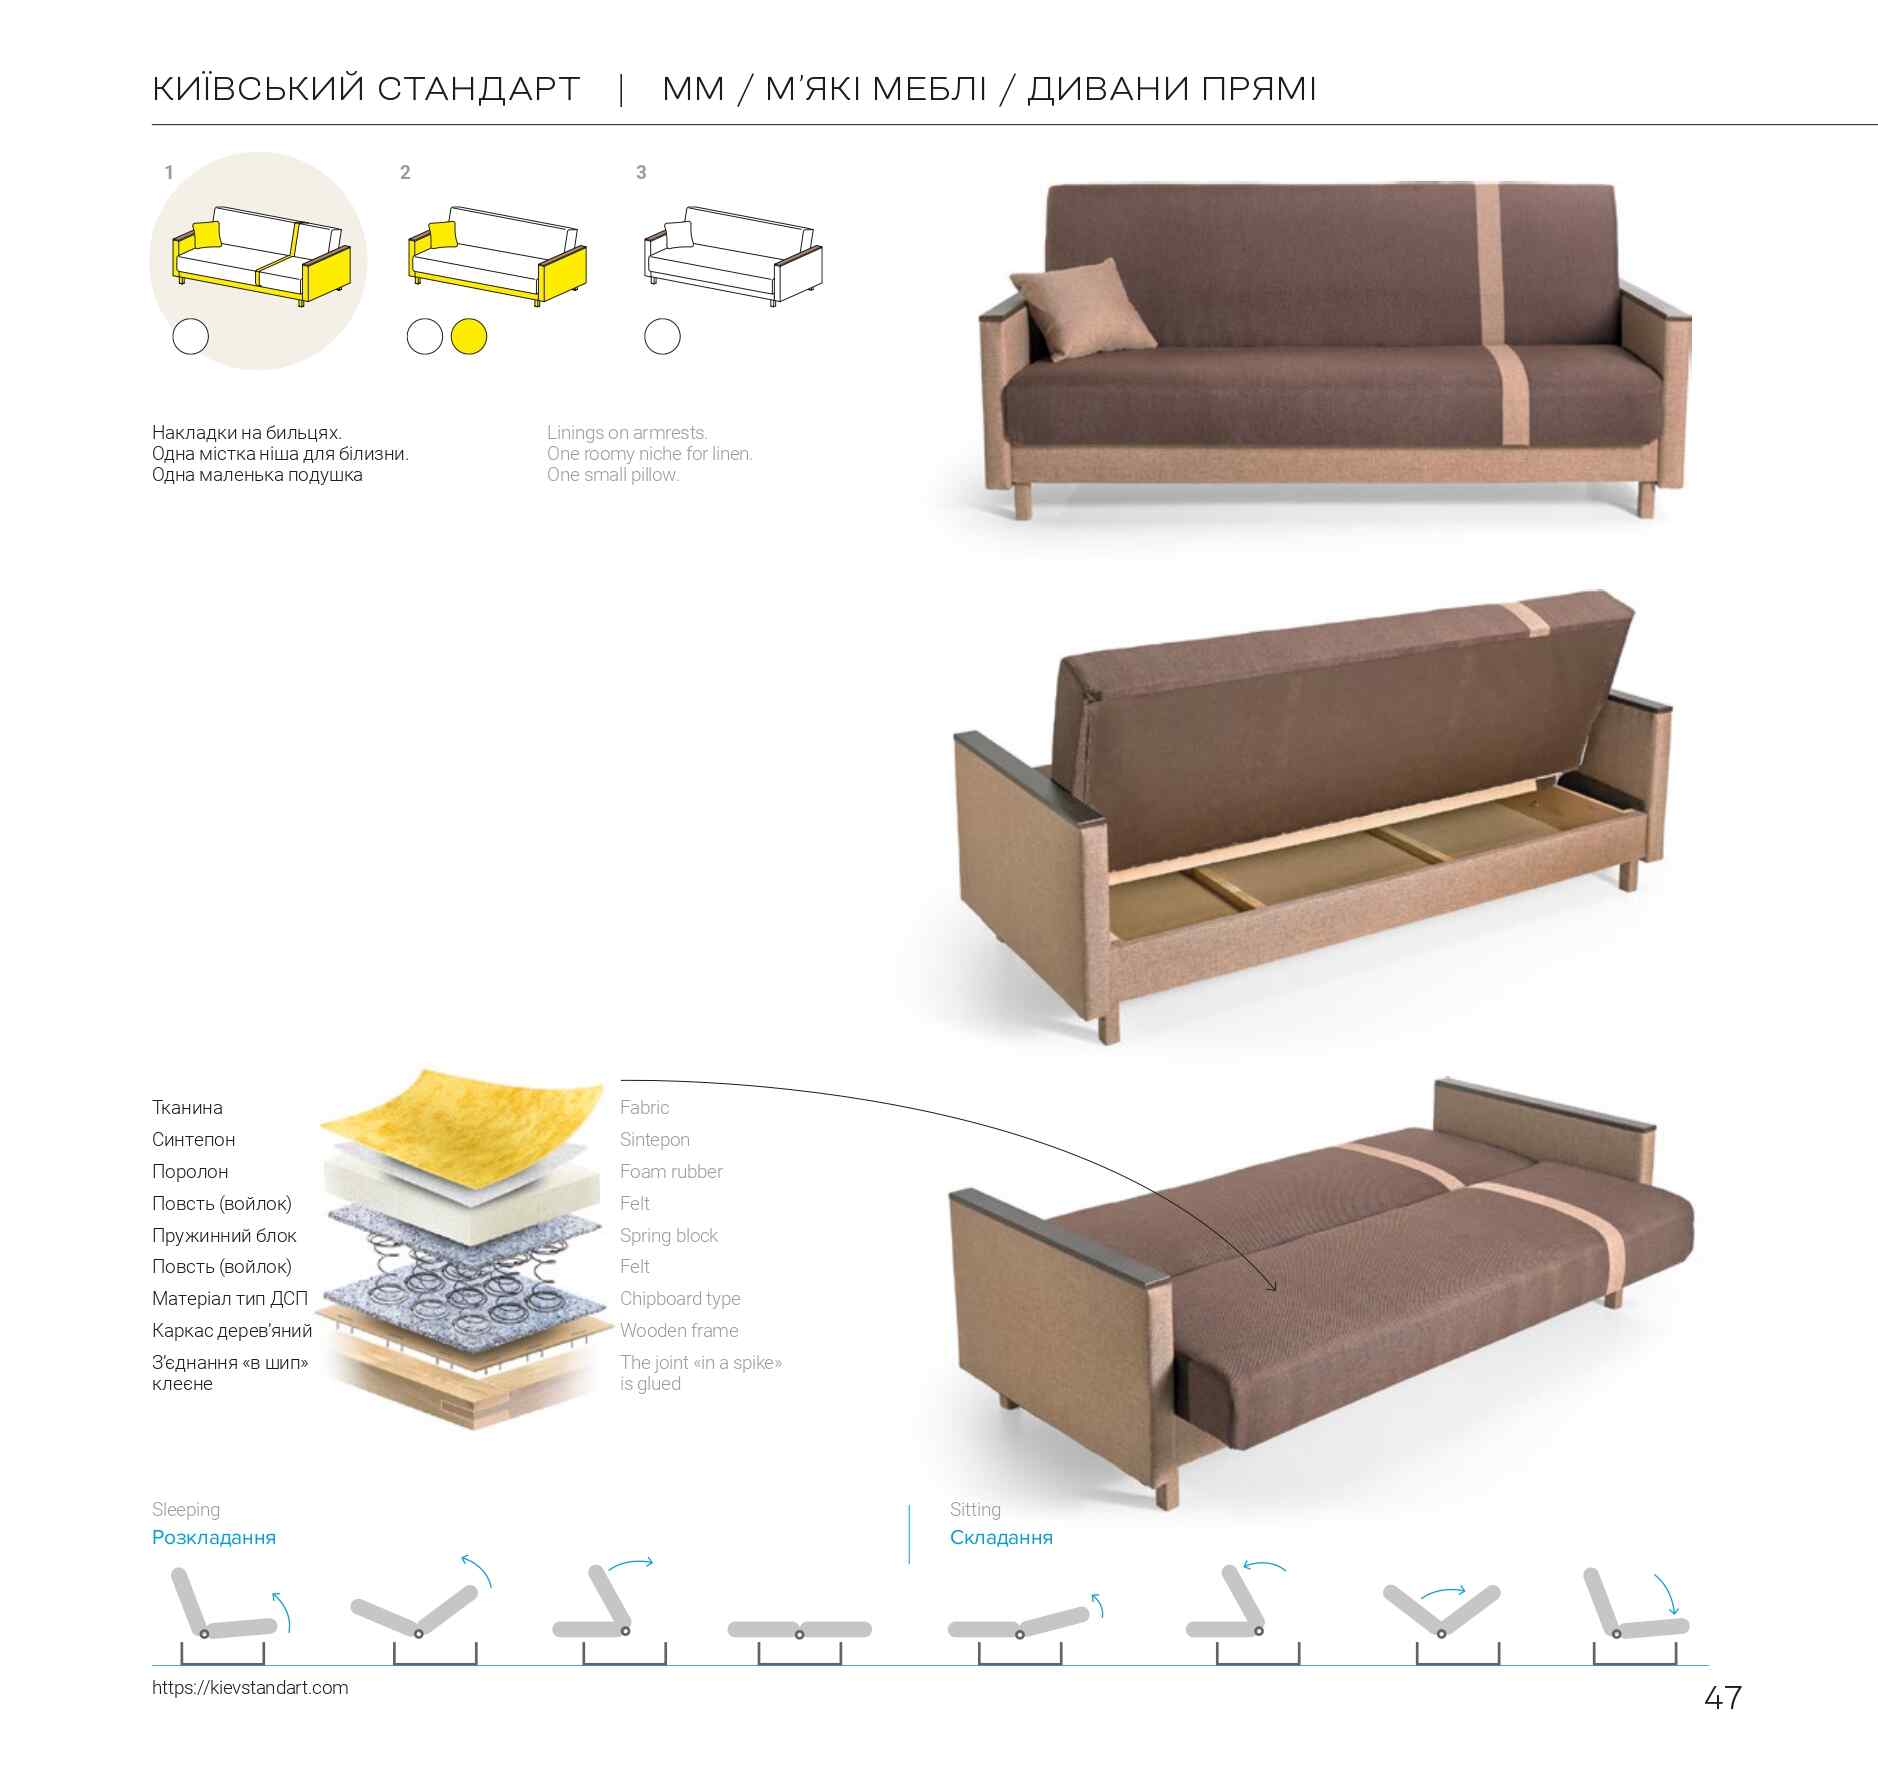 КИЇВСЬКИЙ СТАНДАРТ | ММ / М’ЯКІ МЕБЛІ / ДИВАНИ ПРЯМІ
1
2
3
Накладки на бильцях.
Одна містка ніша для білизни.
Одна маленька подушка
Linings on armrests.
One roomy niche for linen.
One small pillow.
Тканина
Синтепон
Поролон
Повсть (войлок)
Пружинний блок
Повсть (войлок)
Матеріал тип ДСП
Каркас дерев’яний
З’єднання «в шип»
клеєне
Fabric
Sintepon
Foam rubber
Felt
Spring block
Felt
Chipboard type
Wooden frame
The joint «in a spike»
is glued
Sleeping
Розкладання
Sitting
Складання
https://kievstandart.com
47